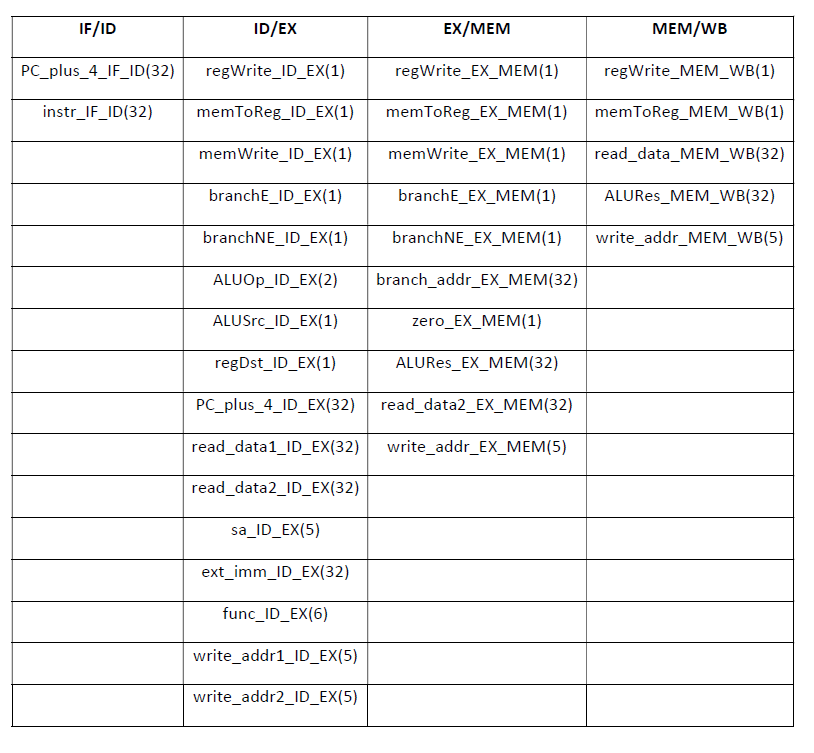 IF/ID ID/EX EX/MEM MEM/WB
PC_plus_4_IF_ID(32) regWrite_ID_EX(1) regWrite_EX_MEM(1) regWrite_MEM_WB(1)
instr_IF_ID(32) memToReg_ID_EX(1) memToReg_EX_MEM(1) memToReg_MEM_WB(1)
memWrite_ID_EX(1) memWrite_EX_MEM(1) read_data_MEM_WB(32)
branchE_ID_EX(1) branchE_EX_MEM(1) ALURes_MEM_WB(32)
branchNE_ID_EX(1) branchNE_EX_MEM(1) write_addr_MEM_WB(5)
ALUOp_ID_EX(2) branch_addr_EX_MEM(32)
ALUSrc_ID_EX(1) zero_EX_MEM(1)
regDst_ID_EX(1) ALURes_EX_MEM(32)
PC_plus_4_ID_EX(32) read_data2_EX_MEM(32)
read_data1_ID_EX(32) write_addr_EX_MEM(5)
read_data2_ID_EX(32)
sa_ID_EX(5)
ext_imm_ID_EX(32)
func_ID_EX(6)
write_addr1_ID_EX(5)
write_addr2_ID_EX(5)